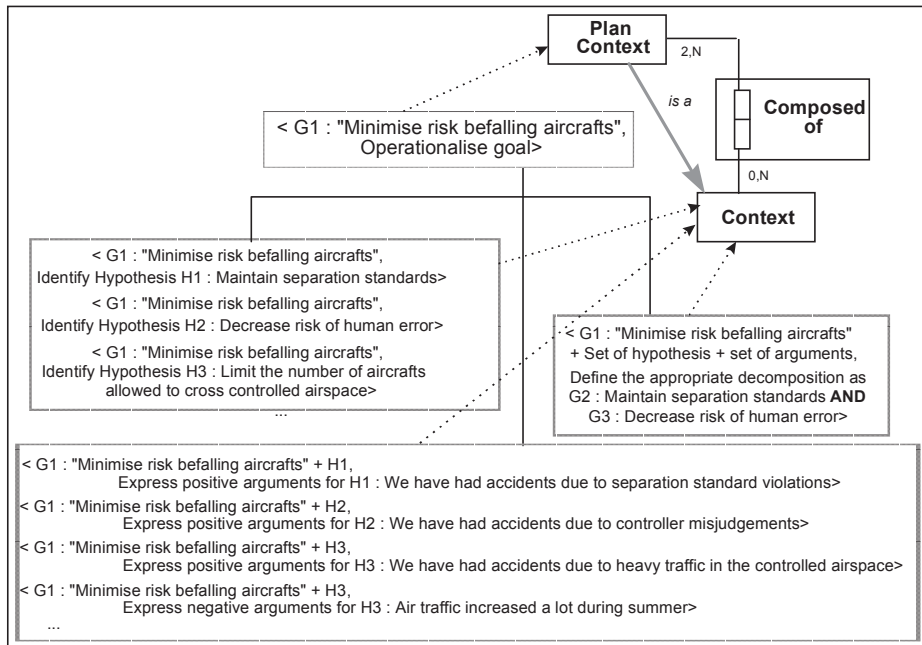 Plan
Context
2,N
is a
Composed
of
0,N
Context
< G1 : "Minimise risk befalling aircrafts",
Operationalise goal>
< G1 : "Minimise risk befalling aircrafts",
Identify Hypothesis H1 : Maintain separation standards>
< G1 : "Minimise risk befalling aircrafts",
Identify Hypothesis H2 : Decrease risk of human error>
< G1 : "Minimise risk befalling aircrafts",
Identify Hypothesis H3 : Limit the number of aircrafts
allowed to cross controlled airspace>
...
< G1 : "Minimise risk befalling aircrafts"
+ Set of hypothesis + set of arguments,
Define the appropriate decomposition as
G2 : Maintain separation standards AND
G3 : Decrease risk of human error>
< G1 : "Minimise risk befalling aircrafts" + H1,
Express positive arguments for H1 : We have had accidents due to separation standard violations>
< G1 : "Minimise risk befalling aircrafts" + H2,
Express positive arguments for H2 : We have had accidents due to controller misjudgements>
< G1 : "Minimise risk befalling aircrafts" + H3,
Express positive arguments for H3 : We have had accidents due to heavy traffic in the controlled airspace>
< G1 : "Minimise risk befalling aircrafts" + H3,
Express negative arguments for H3 : Air traffic increased a lot during summer>
...